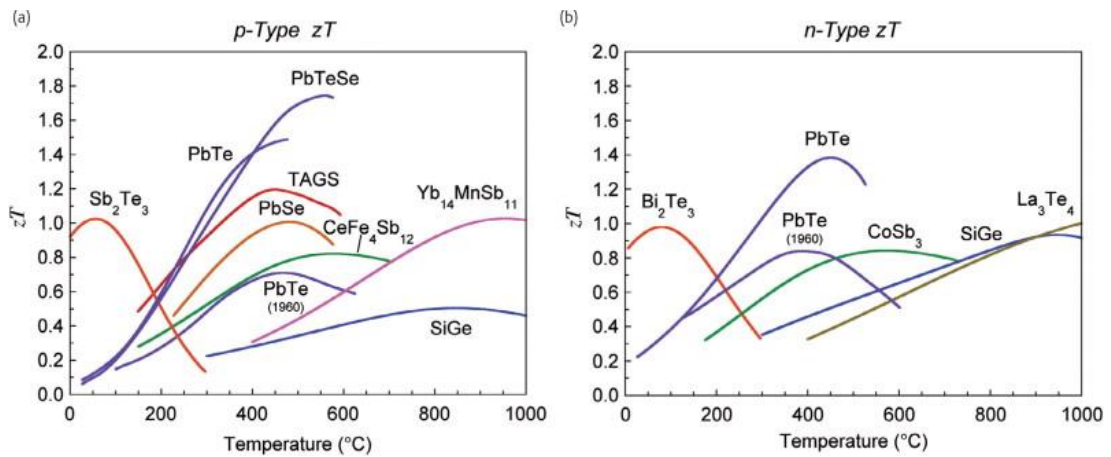 (a)
p-Type zT
zT
2.0
1.8
1.6
1.4
1.2
1.0
0.8
0.6
0.4
0.2
0.0
0
200
400
600
800
1000
Temperature (°C)
PbTeSe
PbTe
Sb₂Te₃
TAGS
PbSe
Yb₁₄MnSb₁₁
CeFe₄Sb₁₂
PbTe
(1960)
SiGe
(b)
n-Type zT
zT
2.0
1.8
1.6
1.4
1.2
1.0
0.8
0.6
0.4
0.2
0.0
0
200
400
600
800
1000
Temperature (°C)
PbTe
Bi₂Te₃
La₃Te₄
PbTe
(1960)
CoSb₃
SiGe